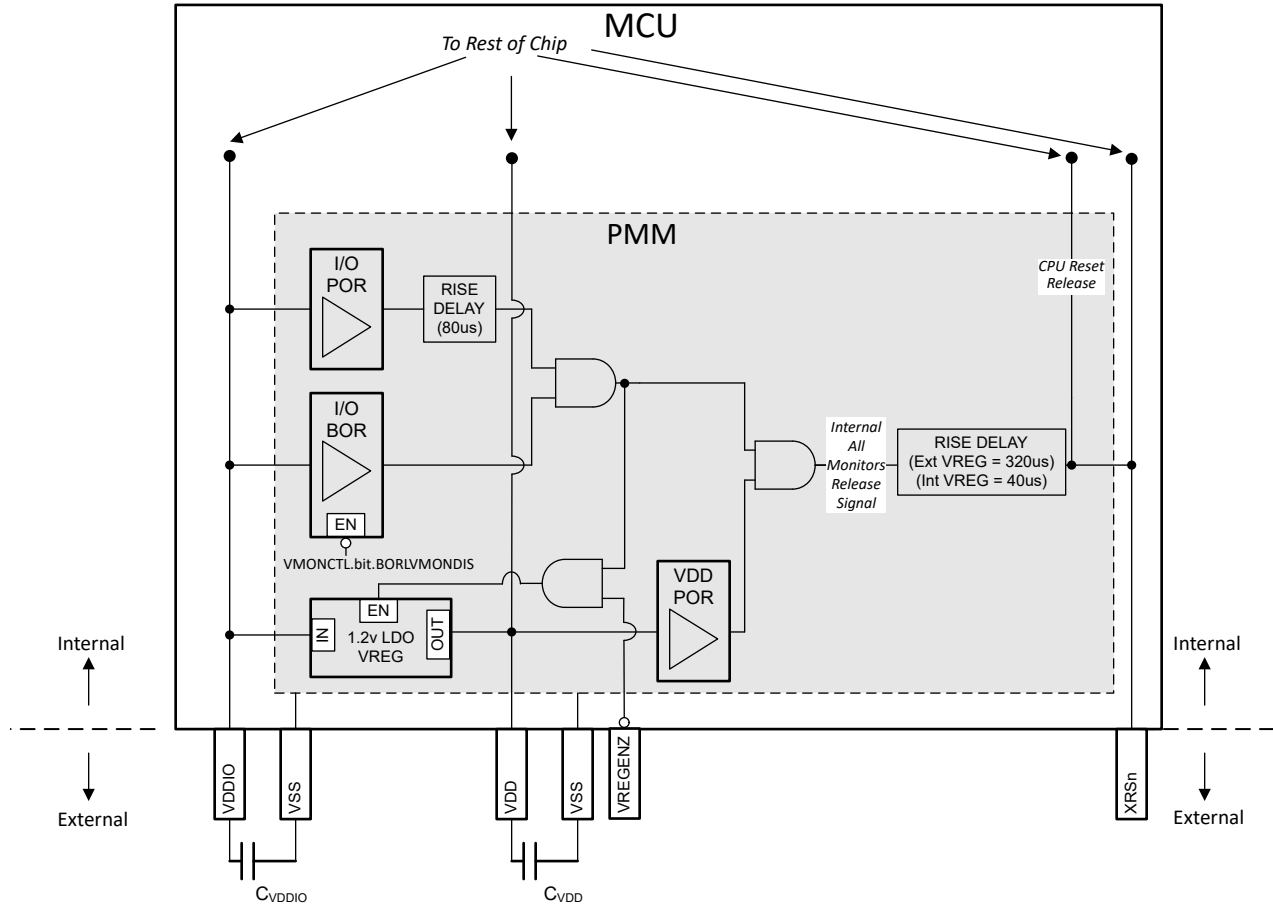 MCU
To Rest of Chip
PMM
I/O
POR
RISE
DELAY
(80us)
CPU Reset
Release
I/O
BOR
EN
VMONCTL.bit.BORLVMONDIS
Internal
All
Monitors
Release
Signal
RISE DELAY
(Ext VREG = 320us)
(Int VREG = 40us)
EN
IN
1.2v LDO
VREG
OUT
VDD
POR
Internal
External
Internal
External
VDDIO
VSS
VDD
VSS
VREGENZ
XRSn
CVDDIO
CVDD